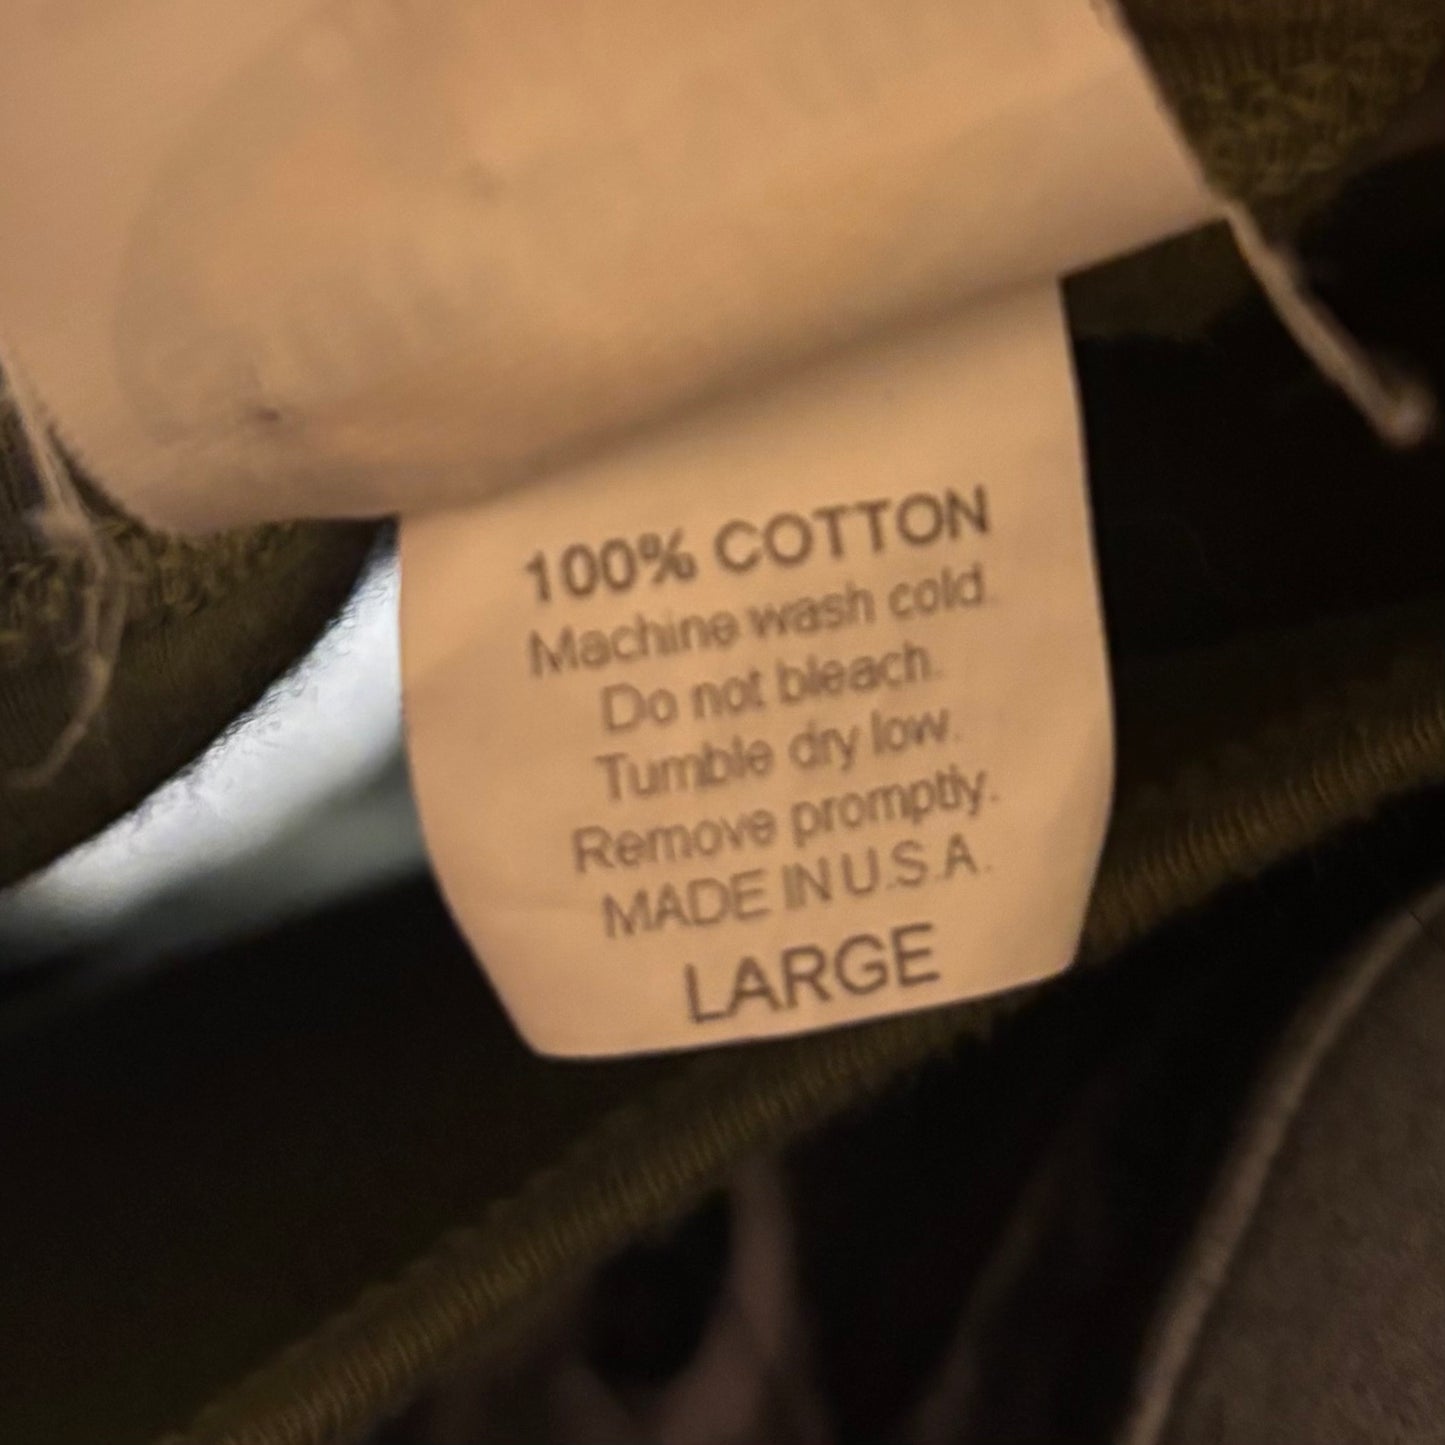 100% COTTON
Machine wash cold.
Do not bleach.
Tumble dry low.
Remove promptly.
MADE IN U.S.A.
LARGE